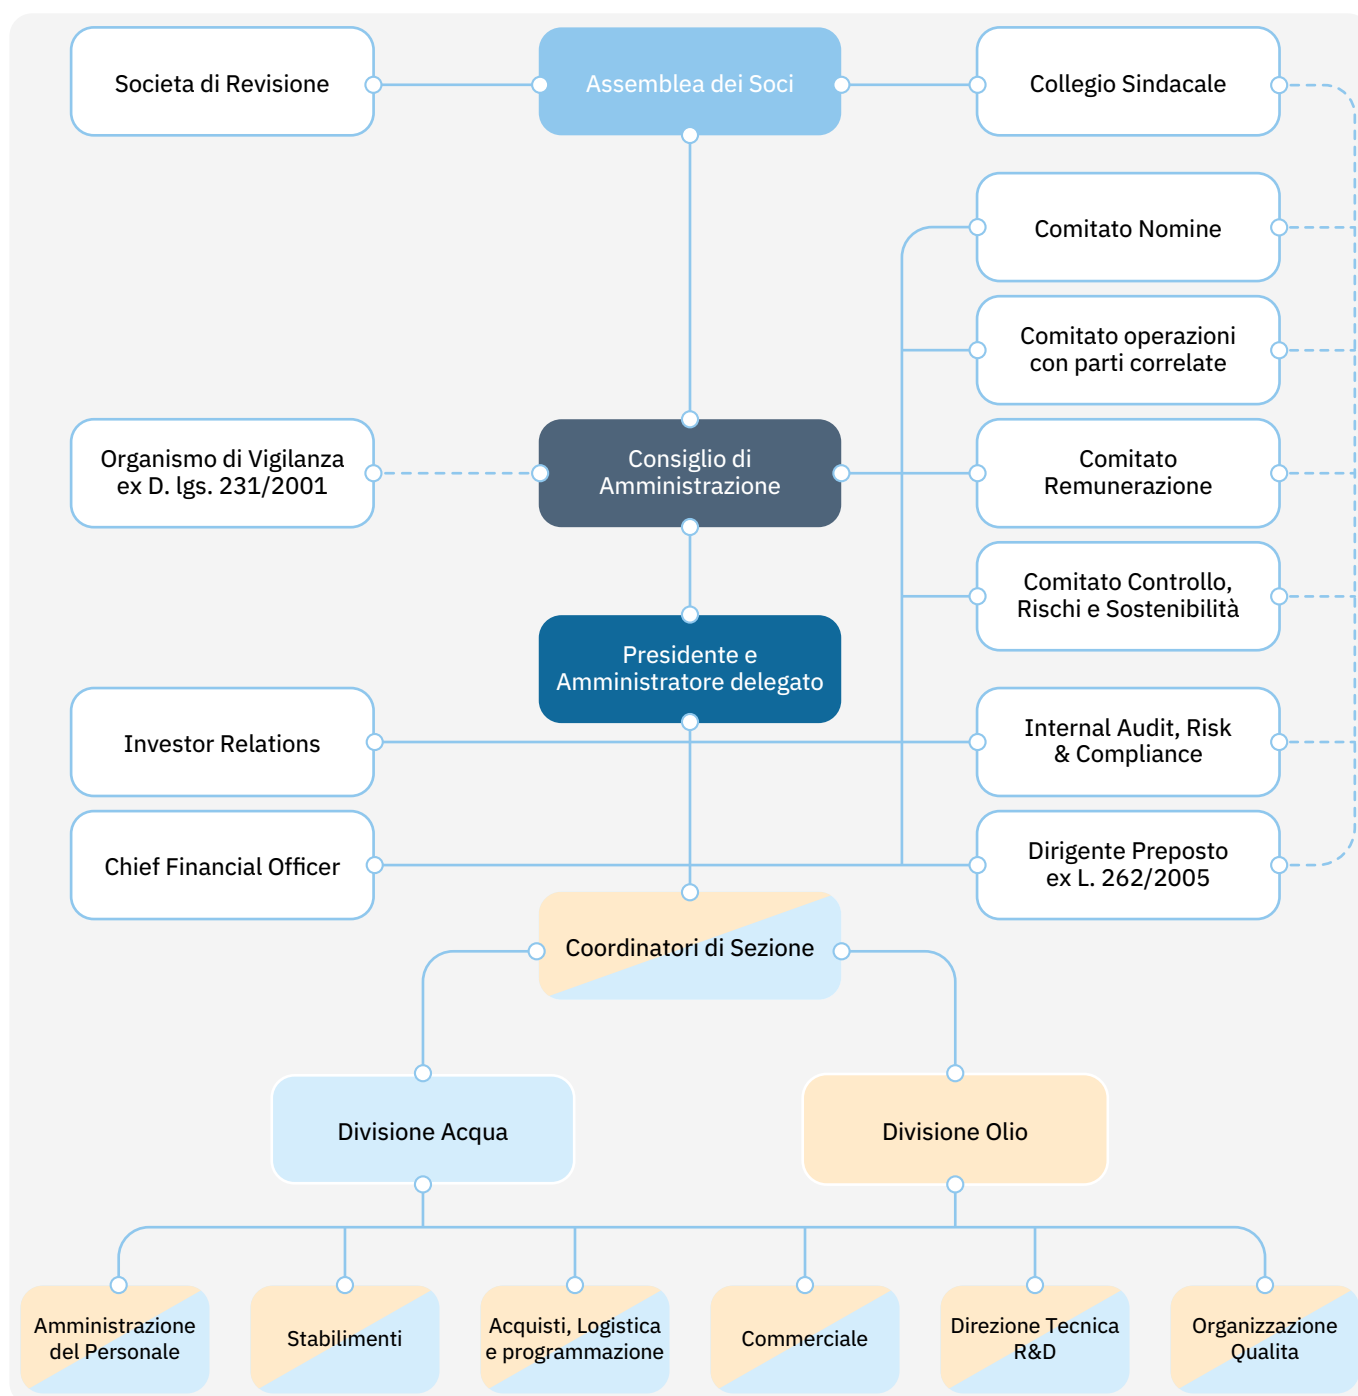 Societa di Revisione
Assemblea dei Soci
Collegio Sindacale
Comitato Nomine
Comitato operazioni
con parti correlate
Organismo di Vigilanza
ex D. lgs. 231/2001
Consiglio di
Amministrazione
Comitato
Remunerazione
Comitato Controllo,
Rischi e Sostenibilità
Presidente e
Amministratore delegato
Investor Relations
Internal Audit, Risk
& Compliance
Chief Financial Officer
Dirigente Preposto
ex L. 262/2005
Coordinatori di Sezione
Divisione Acqua
Divisione Olio
Amministrazione
del Personale
Stabilimenti
Acquisti, Logistica
e programmazione
Commerciale
Direzione Tecnica
R&D
Organizzazione
Qualita